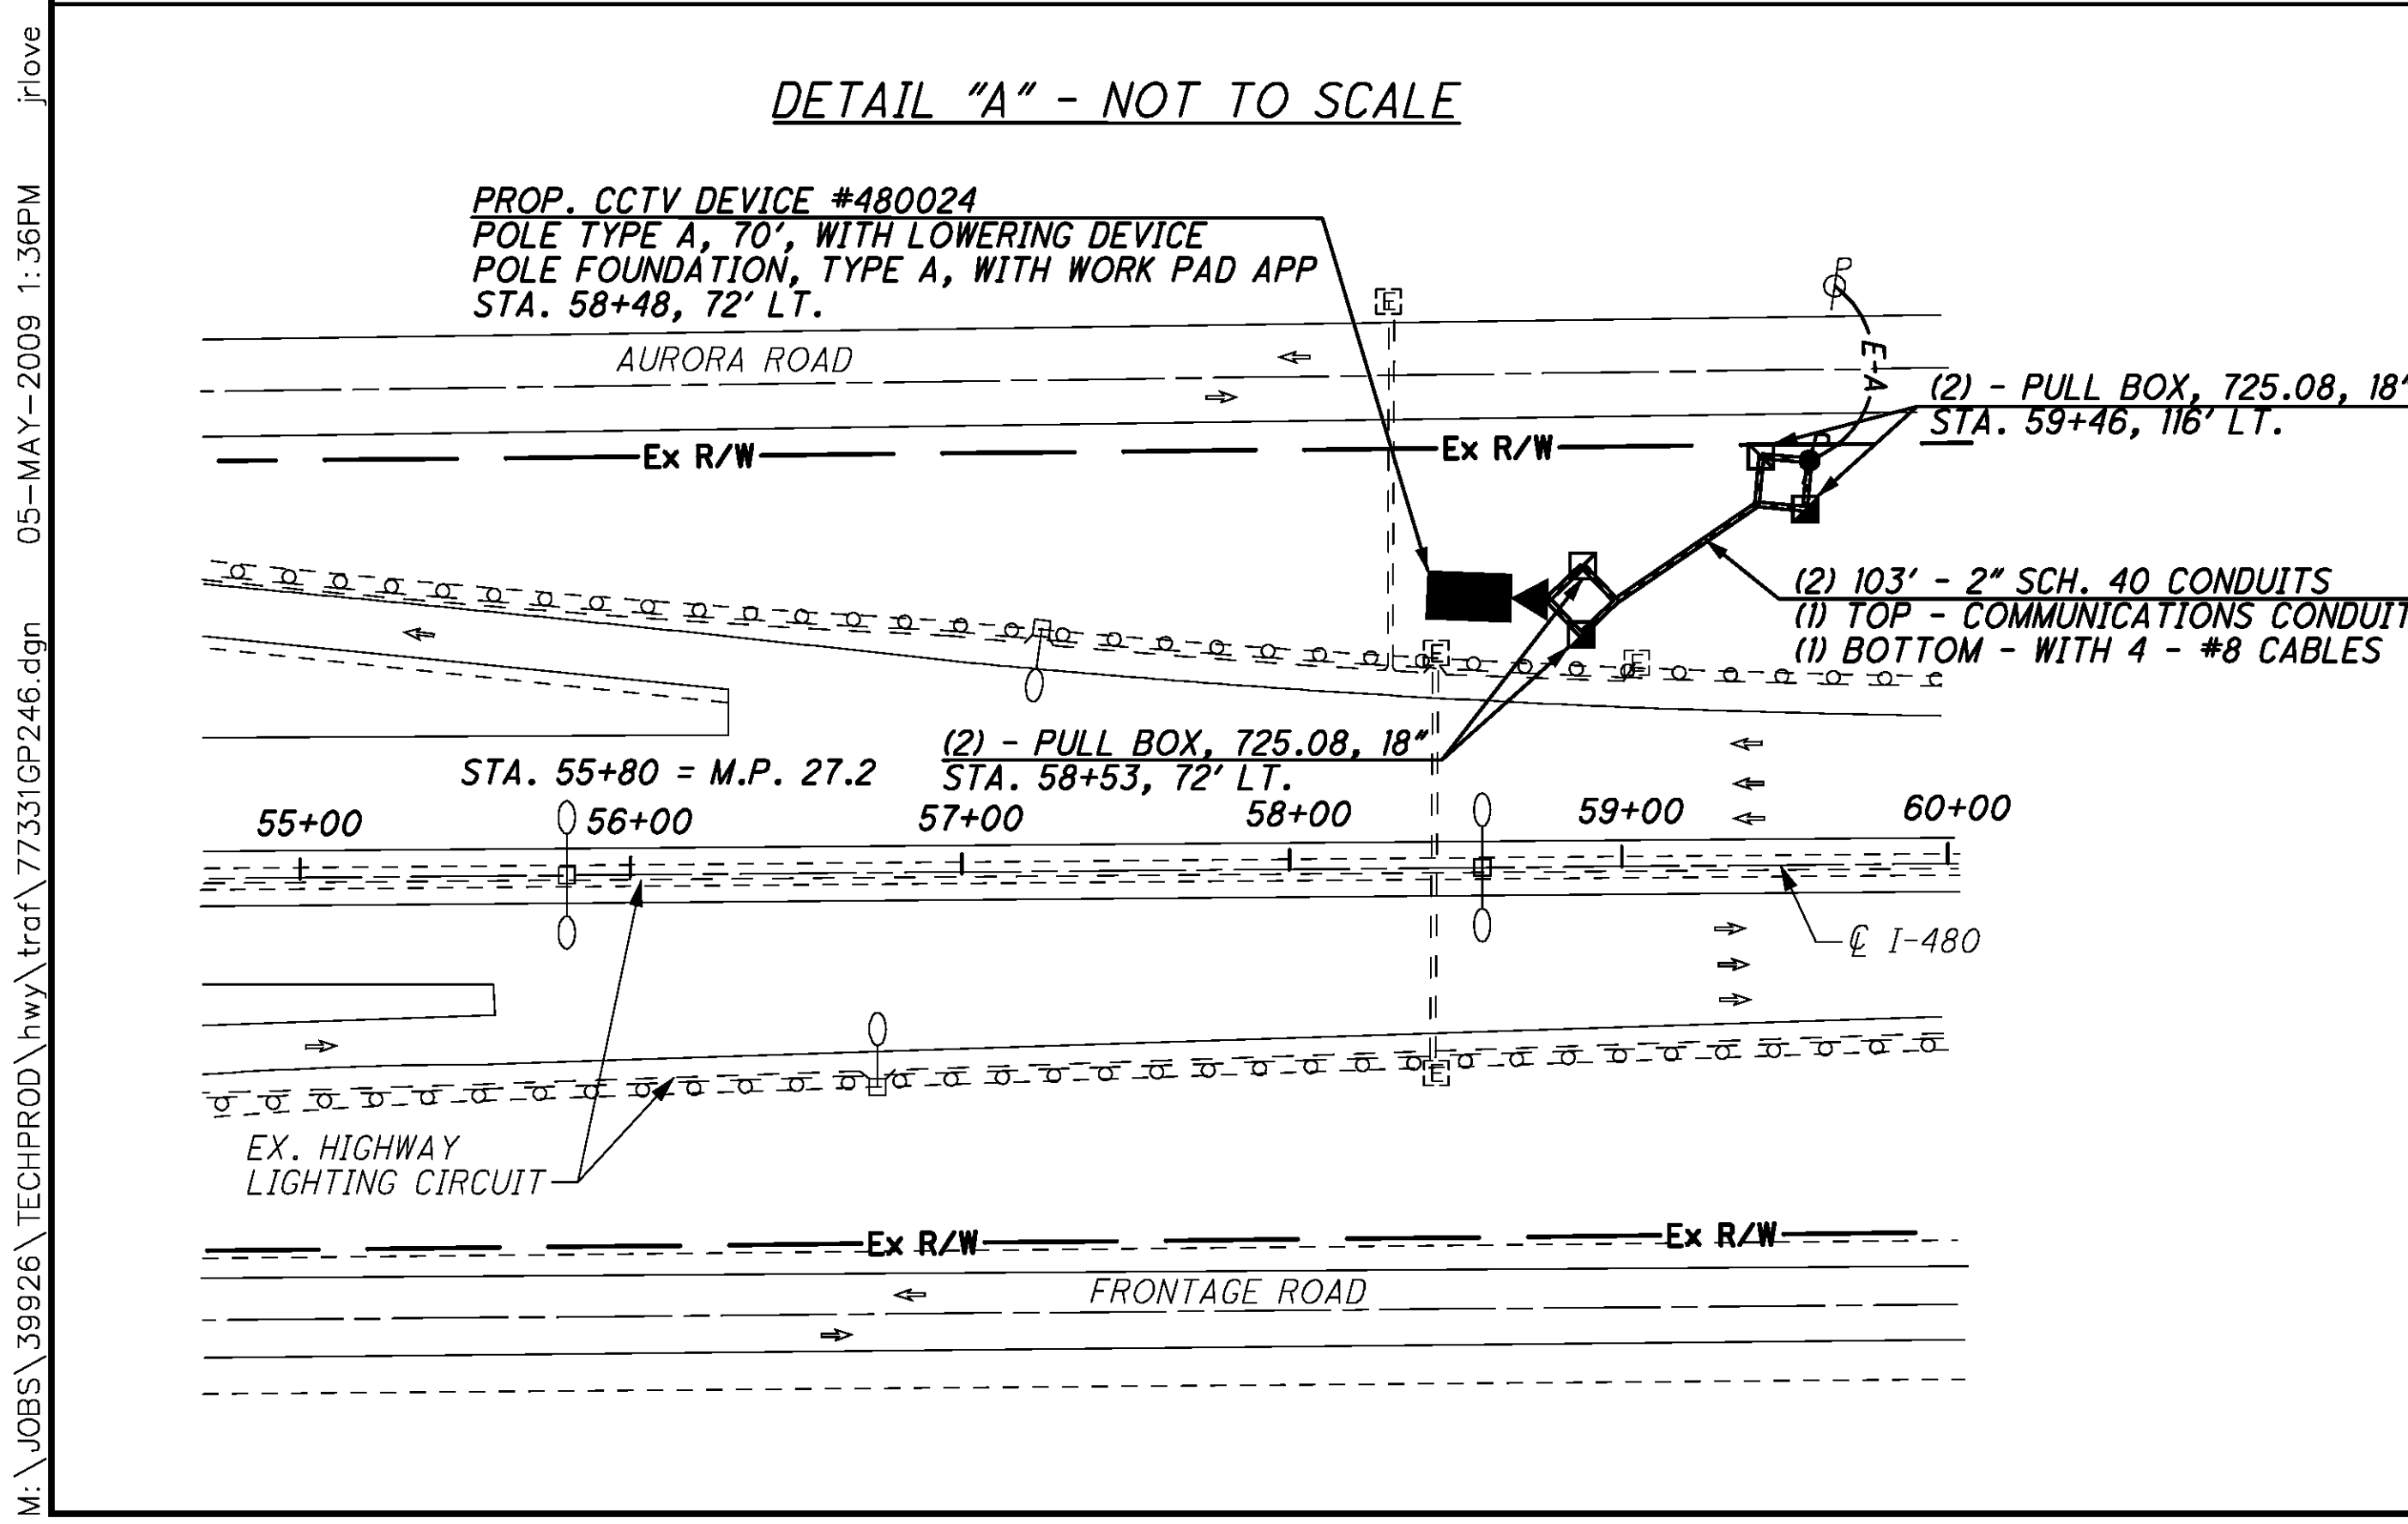 DETAIL "A" - NOT TO SCALE
PROP. CCTV DEVICE #480024
POLE TYPE A, 70', WITH LOWERING DEVICE
POLE FOUNDATION, TYPE A, WITH WORK PAD APP
STA. 58+48, 72' LT.
E
P
AURORA ROAD
E-A
(2) - PULL BOX, 725.08, 18"
STA. 59+46, 116' LT.
Ex R/W
Ex R/W
P
(2) 103' - 2" SCH. 40 CONDUITS
(1) TOP - COMMUNICATIONS CONDUIT
(1) BOTTOM - WITH 4 - #8 CABLES
E
E
(2) - PULL BOX, 725.08, 18"
STA. 58+53, 72' LT.
STA. 55+80 = M.P. 27.2
55+00
56+00
57+00
58+00
59+00
60+00
℄ I-480
E
EX. HIGHWAY
LIGHTING CIRCUIT
Ex R/W
Ex R/W
FRONTAGE ROAD
M:\JOBS\39926\TECHPROD\hwy\traf\77331GP246.dgn 05-MAY-2009 1:36PM jrlove